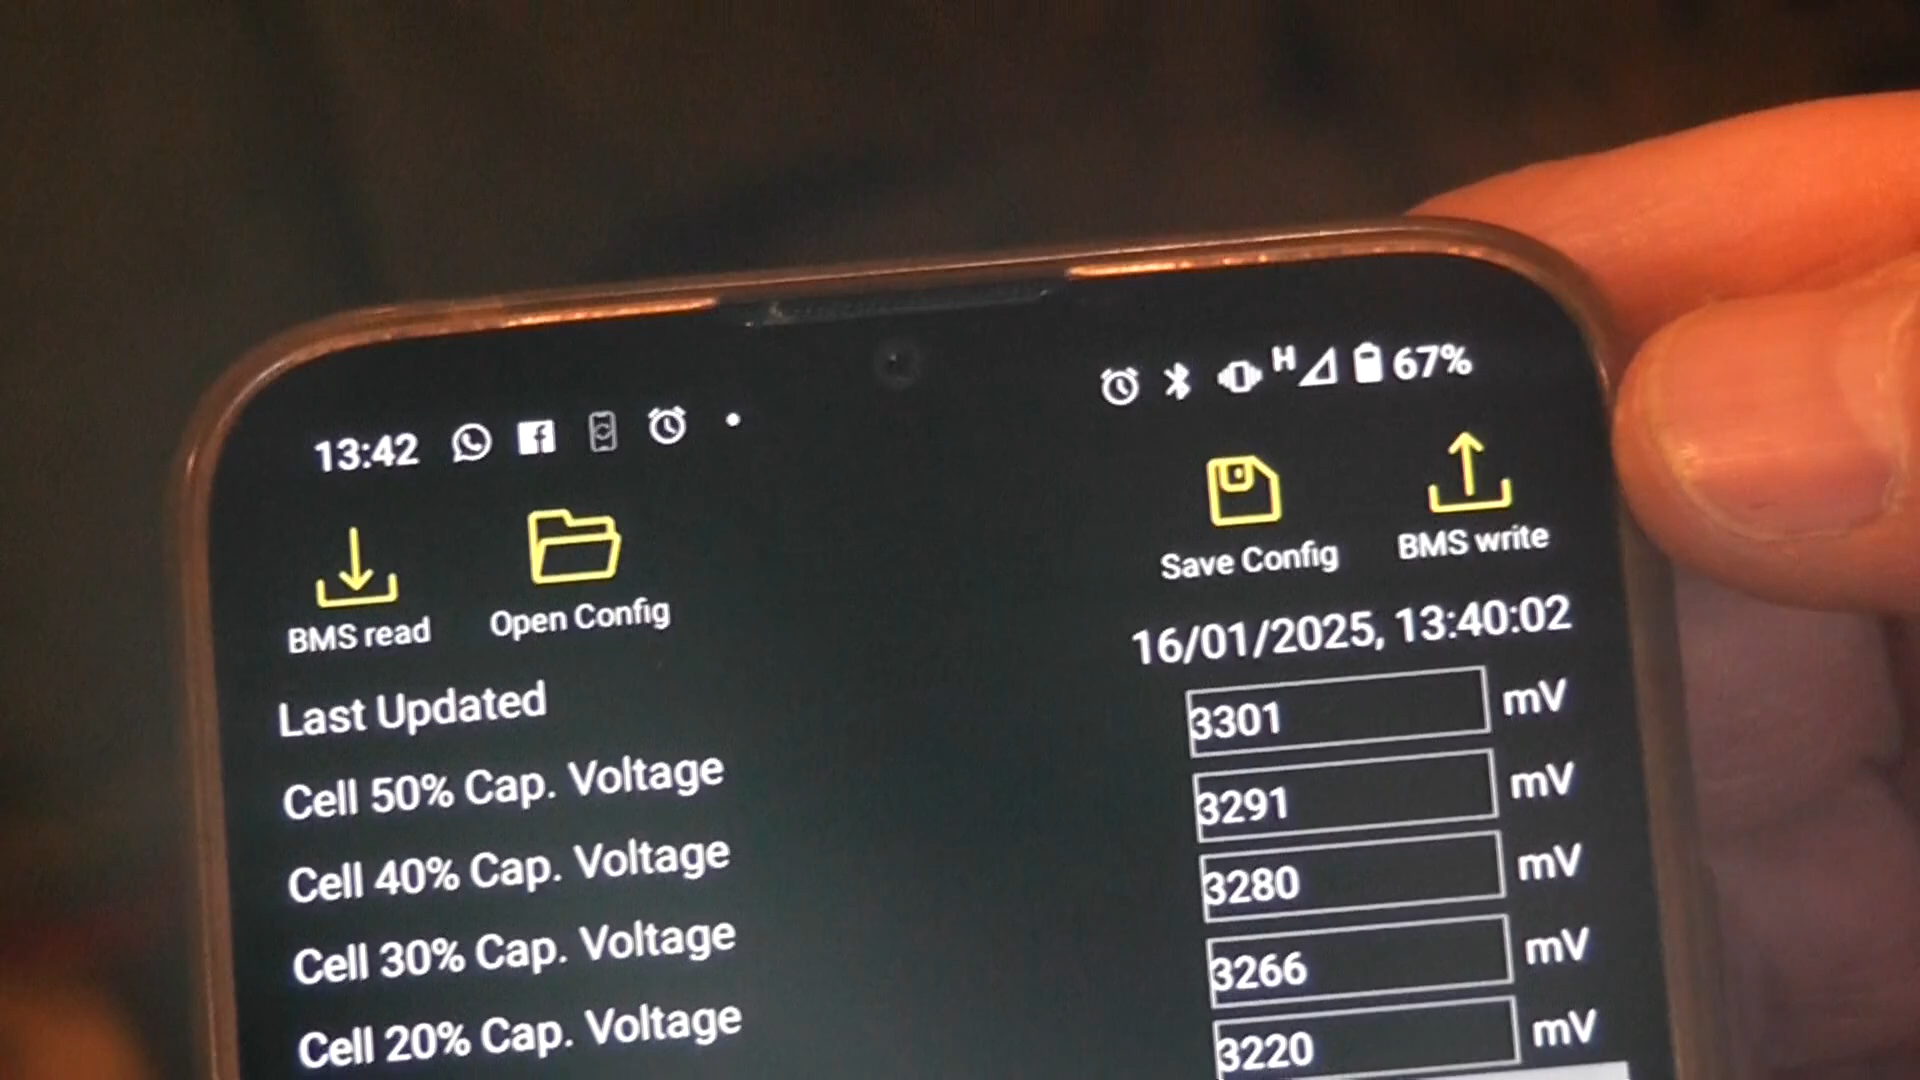 13:42 H 67%
BMS read Open Config Save Config BMS write
Last Updated 16/01/2025, 13:40:02
Cell 50% Cap. Voltage 3301 mV
Cell 40% Cap. Voltage 3291 mV
Cell 30% Cap. Voltage 3280 mV
Cell 20% Cap. Voltage 3266 mV
3220 mV